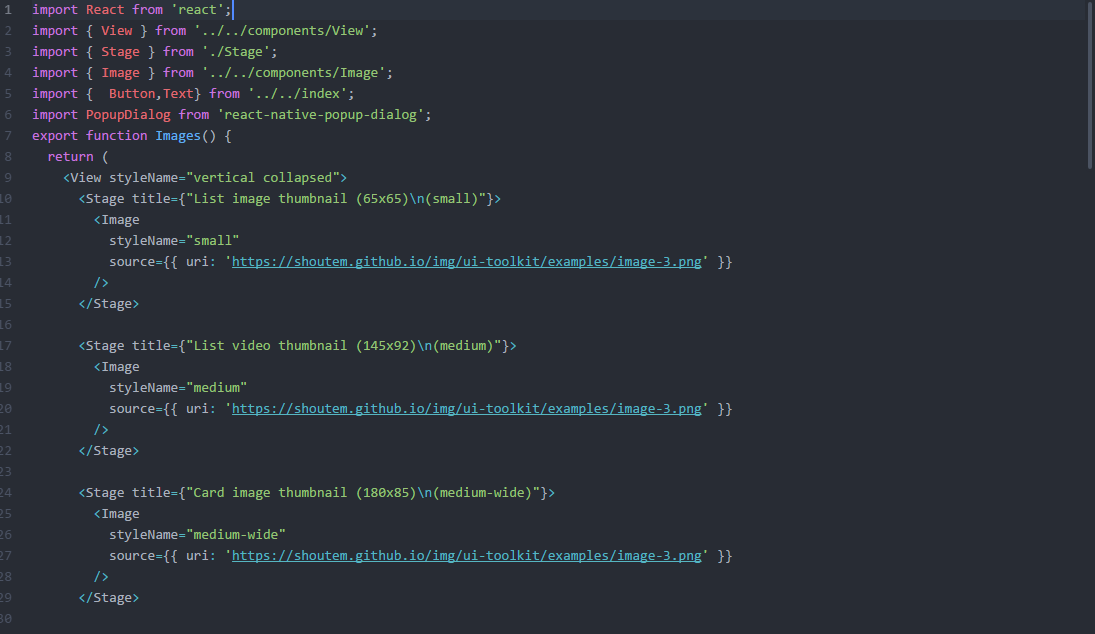 1 import React from 'react';
2 import { View } from '../../components/View';
3 import { Stage } from './Stage';
4 import { Image } from '../../components/Image';
5 import {  Button,Text} from '../../index';
6 import PopupDialog from 'react-native-popup-dialog';
7 export function Images() {
8   return (
9     <View styleName="vertical collapsed">
10       <Stage title={"List image thumbnail (65x65)\n(small)"}>
11         <Image
12           styleName="small"
13           source={{ uri: 'https://shoutem.github.io/img/ui-toolkit/examples/image-3.png' }}
14         />
15       </Stage>
16
17       <Stage title={"List video thumbnail (145x92)\n(medium)"}>
18         <Image
19           styleName="medium"
20           source={{ uri: 'https://shoutem.github.io/img/ui-toolkit/examples/image-3.png' }}
21         />
22       </Stage>
23
24       <Stage title={"Card image thumbnail (180x85)\n(medium-wide)"}>
25         <Image
26           styleName="medium-wide"
27           source={{ uri: 'https://shoutem.github.io/img/ui-toolkit/examples/image-3.png' }}
28         />
29       </Stage>
30